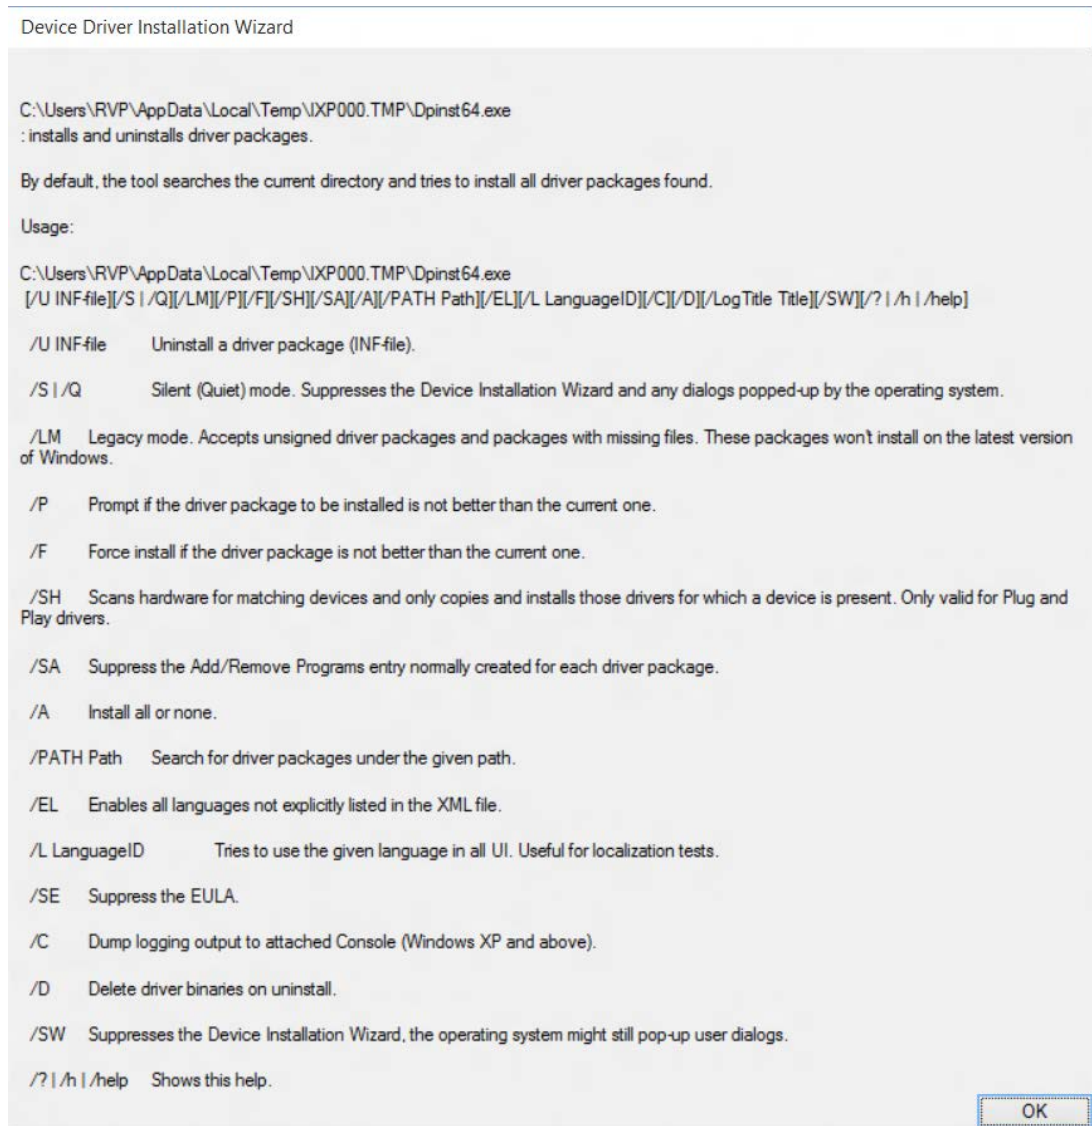 Device Driver Installation Wizard
C:\Users\RVP\AppData\Local\Temp\IXP000.TMP\Dpinst64.exe
: installs and uninstalls driver packages.
By default, the tool searches the current directory and tries to install all driver packages found.
Usage:
C:\Users\RVP\AppData\Local\Temp\IXP000.TMP\Dpinst64.exe
[/U INF-file][/S | /Q][/LM][/P][/F][/SH][/SA][/A][/PATH Path][/EL][/L LanguageID][/C][/D][/LogTitle Title][/SW][/? | /h | /help]
/U INF-file Uninstall a driver package (INF-file).
/S | /Q Silent (Quiet) mode. Suppresses the Device Installation Wizard and any dialogs popped-up by the operating system.
/LM Legacy mode. Accepts unsigned driver packages and packages with missing files. These packages won't install on the latest version
of Windows.
/P Prompt if the driver package to be installed is not better than the current one.
/F Force install if the driver package is not better than the current one.
/SH Scans hardware for matching devices and only copies and installs those drivers for which a device is present. Only valid for Plug and
Play drivers.
/SA Suppress the Add/Remove Programs entry normally created for each driver package.
/A Install all or none.
/PATH Path Search for driver packages under the given path.
/EL Enables all languages not explicitly listed in the XML file.
/L LanguageID Tries to use the given language in all UI. Useful for localization tests.
/SE Suppress the EULA.
/C Dump logging output to attached Console (Windows XP and above).
/D Delete driver binaries on uninstall.
/SW Suppresses the Device Installation Wizard, the operating system might still pop-up user dialogs.
/? | /h | /help Shows this help.
OK